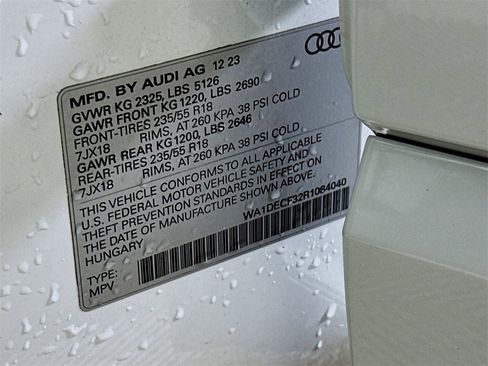 MFD. BY AUDI AG 12 23
GVWR KG 2325, LBS 5126
GAWR FRONT KG1220, LBS 2690
FRONT-TIRES 235/55 R18
7JX18 RIMS, AT 260 KPA 38 PSI COLD
GAWR REAR KG1200, LBS 2646
REAR-TIRES 235/55 R18
7JX18 RIMS, AT 260 KPA 38 PSI COLD
THIS VEHICLE CONFORMS TO ALL APPLICABLE
U.S. FEDERAL MOTOR VEHICLE SAFETY AND
THEFT PREVENTION STANDARDS IN EFFECT ON
THE DATE OF MANUFACTURE SHOWN ABOVE.
HUNGARY
WA1DECF32R1084040
TYPE:
MPV